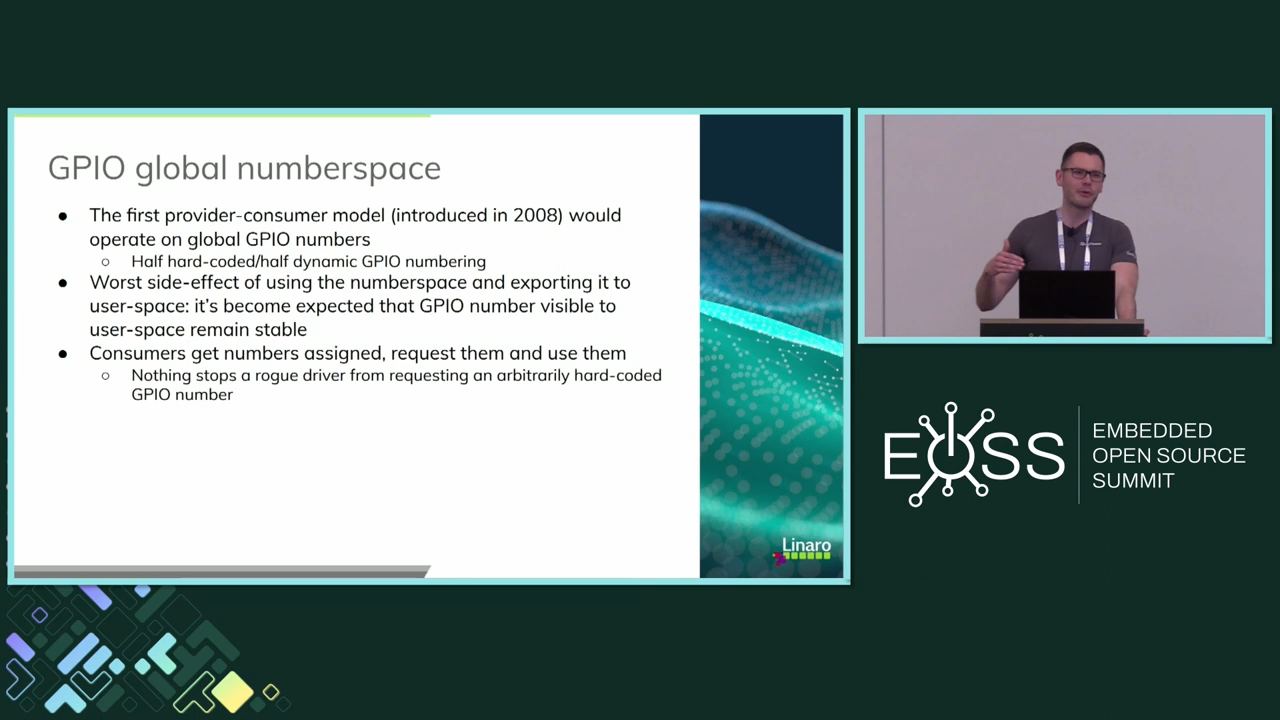 GPIO global numberspace
● The first provider-consumer model (introduced in 2008) would
operate on global GPIO numbers
○ Half hard-coded/half dynamic GPIO numbering
● Worst side-effect of using the numberspace and exporting it to
user-space: it's become expected that GPIO number visible to
user-space remain stable
● Consumers get numbers assigned, request them and use them
○ Nothing stops a rogue driver from requesting an arbitrarily hard-coded
GPIO number
Linaro
EOSS
EMBEDDED
OPEN SOURCE
SUMMIT